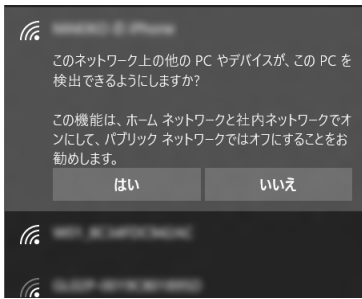 このネットワーク上の他の PC やデバイスが、この PC を
検出できるようにしますか?
この機能は、ホーム ネットワークと社内ネットワークでオ
ンにして、パブリック ネットワークではオフにすることをお
勧めします。
はい
いいえ